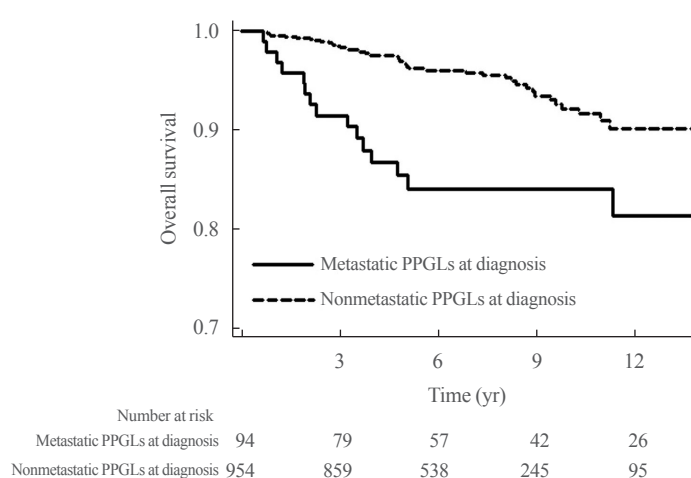 1.0
0.9
0.8
0.7
Overall survival
Metastatic PPGLs at diagnosis
Nonmetastatic PPGLs at diagnosis
3 6 9 12
Time (yr)
Number at risk
Metastatic PPGLs at diagnosis 94 79 57 42 26
Nonmetastatic PPGLs at diagnosis 954 859 538 245 95